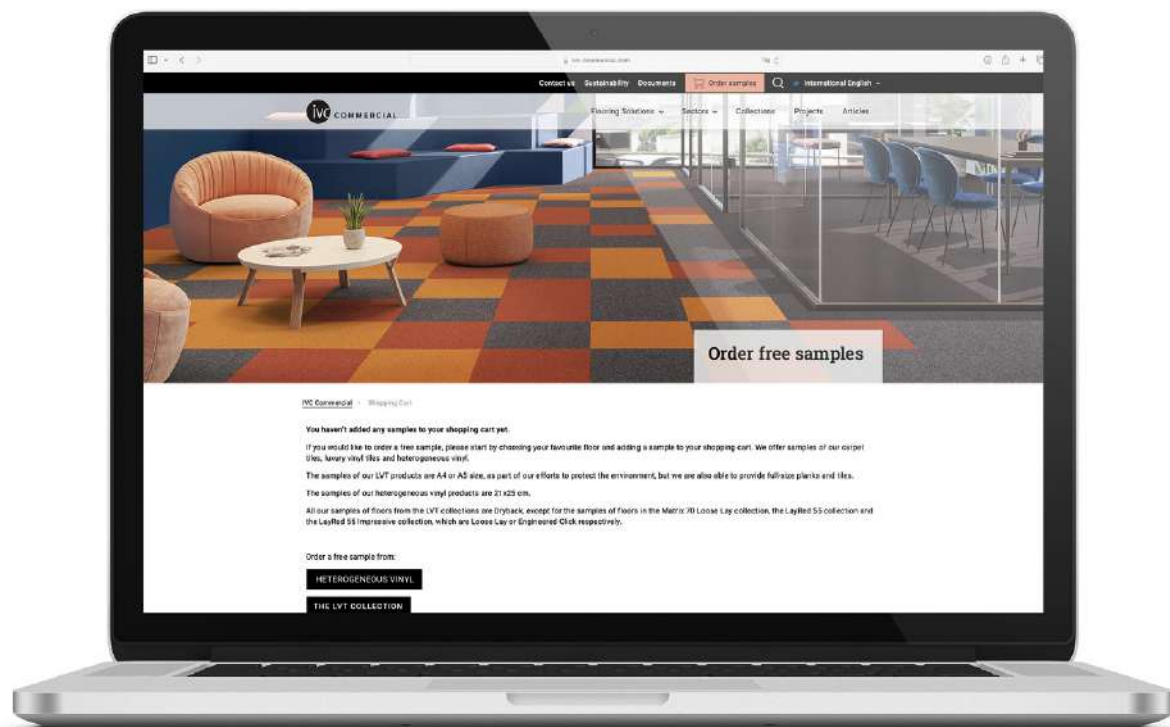 ivc-commercial.com
Contact us Sustainability Documents Order samples International English
ivc COMMERCIAL
Flooring Solutions Sectors Collections Projects Articles
Order free samples
IVC Commercial Shopping Cart
You haven't added any samples to your shopping cart yet.
If you would like to order a free sample, please start by choosing your favourite floor and adding a sample to your shopping cart. We offer samples of our carpet
tiles, luxury vinyl tiles and heterogeneous vinyl.
The samples of our LVT products are A4 or A5 size, as part of our efforts to protect the environment, but we are also able to provide full-size planks and tiles.
The samples of our heterogeneous vinyl products are 21x25 cm.
All our samples of floors from the LVT collections are Dryback, except for the samples of floors in the Matrix 70 Loose Lay collection, the LayRed 55 collection and
the LayRed 55 Impressive collection, which are Loose Lay or Engineered Click respectively.
Order a free sample from:
HETEROGENEOUS VINYL
THE LVT COLLECTION